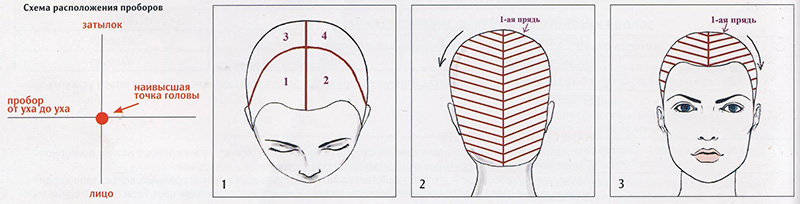 Схема расположения проборов
затылок
наивысшая
точка головы
пробор
от уха до уха
лицо
3
4
1
2
1
1-ая прядь
2
1-ая прядь
3